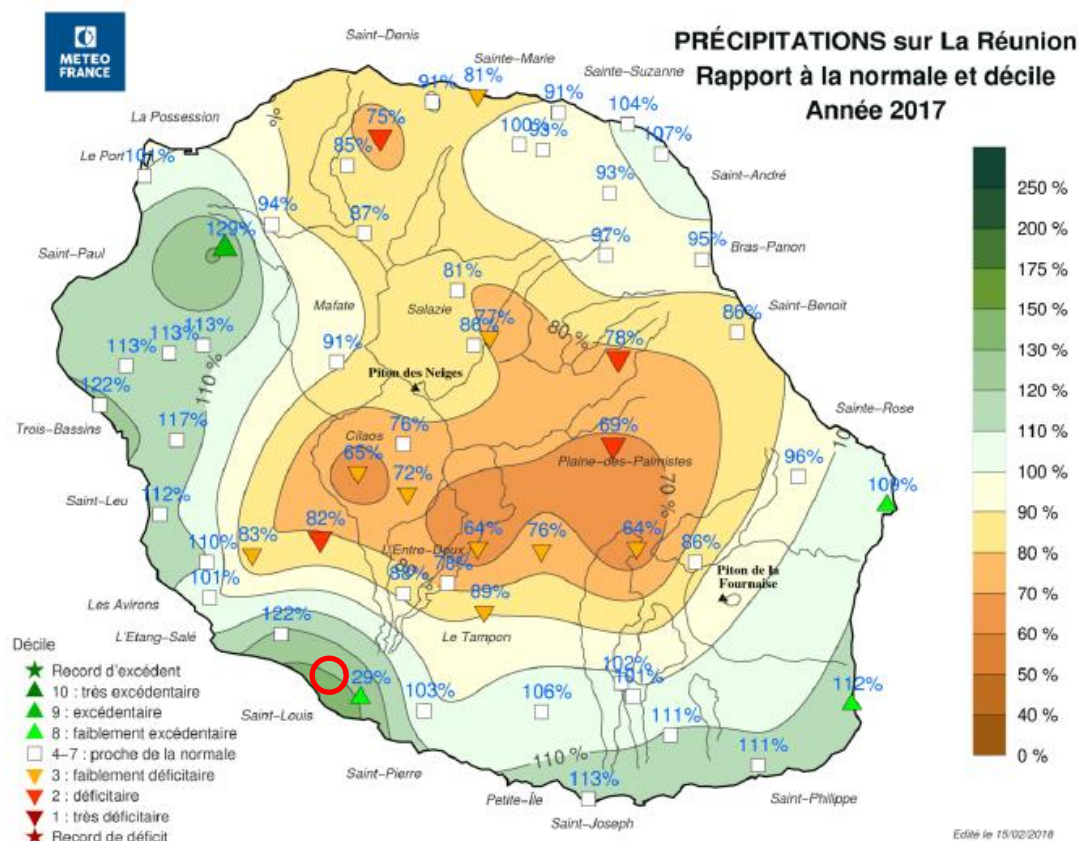 METEO
FRANCE
PRÉCIPITATIONS sur La Réunion
Rapport à la normale et décile
Année 2017
Saint-Denis
Sainte-Marie
91%
81%
Sainte-Suzanne
91%
104%
La Possession
75%
100%
93%
107%
Le Port
101%
85%
%
Saint-André
93%
94%
87%
129%
97%
95%
Bras-Panon
Saint-Paul
81%
Mafate
Salazie
77%
86%
80 %
78%
86%
Saint-Benoit
113%
113%
113%
91%
110 %
Piton des Neiges
122%
Trois-Bassins
117%
Cilaos
76%
65%
72%
69%
Plaine-des-Palmistes
70 %
Sainte-Rose
96%
109%
Saint-Leu
112%
82%
83%
110%
64%
76%
64%
86%
L'Entre-Deux
78%
88%
101%
89%
Piton de la
Fournaise
Les Avirons
L'Etang-Salé
122%
Le Tampon
29%
103%
106%
102%
101%
111%
112%
Saint-Louis
110 %
111%
Saint-Pierre
113%
Petite-Île
Saint-Joseph
Saint-Philippe
250 %
200 %
175 %
150 %
130 %
120 %
110 %
100 %
90 %
80 %
70 %
60 %
50 %
40 %
0 %
Décile
Record d'excédent
10 : très excédentaire
9 : excédentaire
8 : faiblement excédentaire
4-7 : proche de la normale
3 : faiblement déficitaire
2 : déficitaire
1 : très déficitaire
Record de déficit
Edité le 15/02/2018